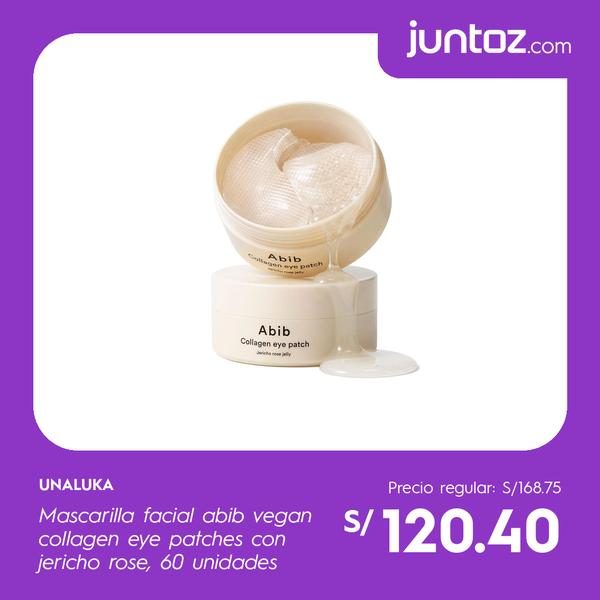 juntoz.com
Abib
Collagen eye patch
Jericho rose jelly
Abib
Collagen eye patch
Jericho rose jelly
UNALUKA
Mascarilla facial abib vegan
collagen eye patches con
jericho rose, 60 unidades
Precio regular: S/168.75
S/120.40